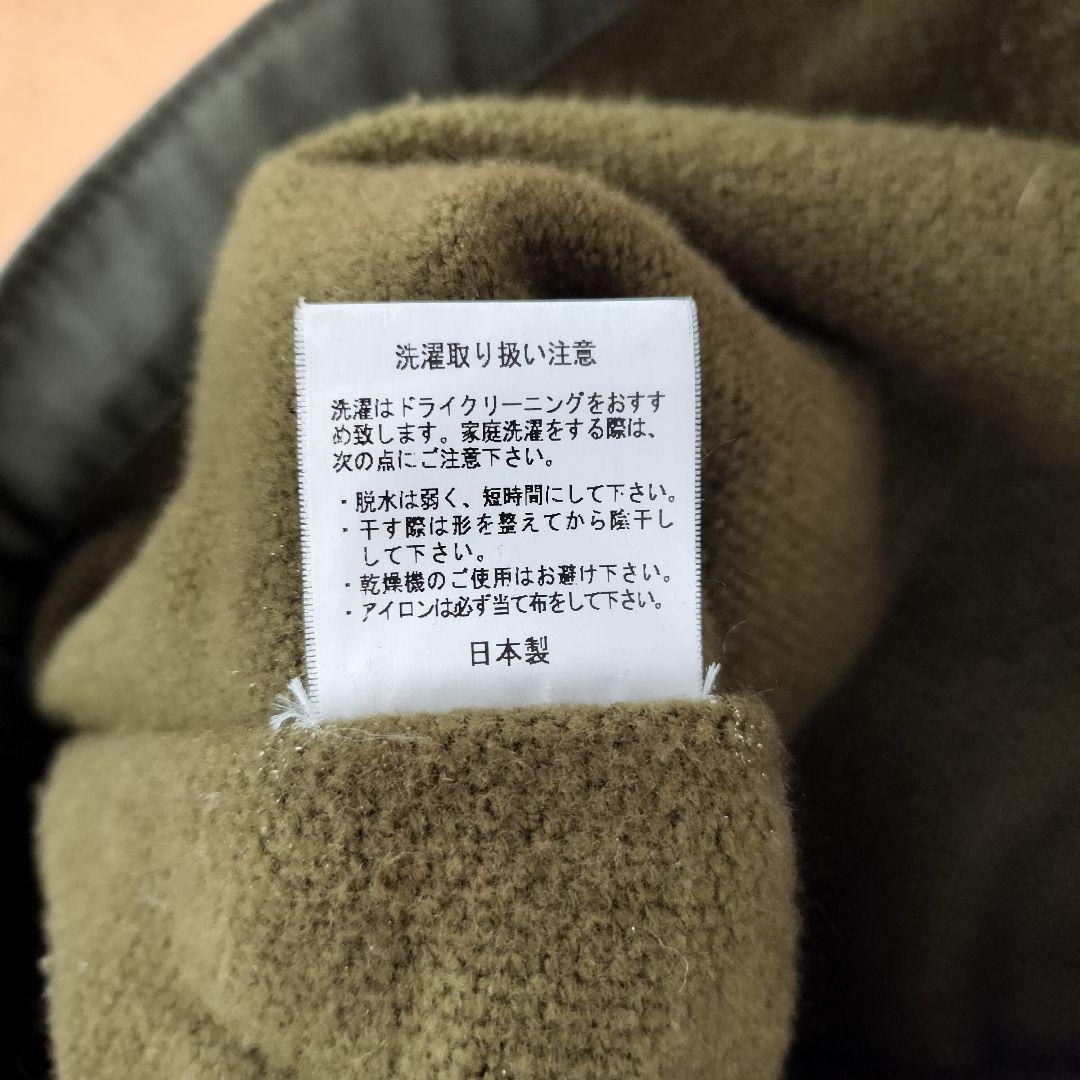 洗濯取り扱い注意
洗濯はドライクリーニングをおすす
め致します。家庭洗濯をする際は、
次の点にご注意下さい。
・脱水は弱く、短時間にして下さい。
・干す際は形を整えてから陰干し
して下さい。
・乾燥機のご使用はお避け下さい。
・アイロンは必ず当て布をして下さい。
日本製